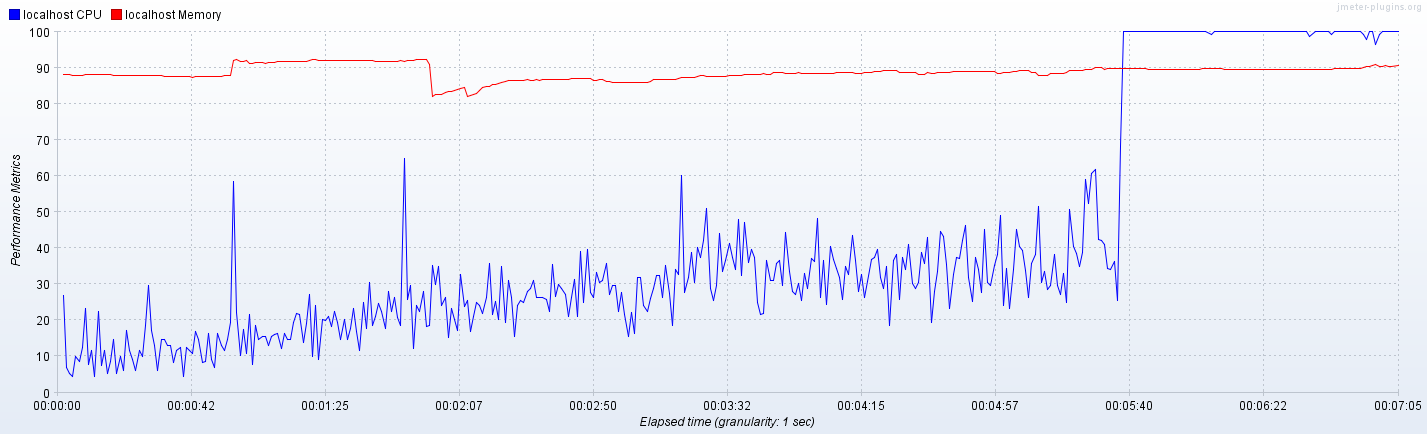 localhost CPU localhost Memory
jmeter-plugins.org
100
90
80
70
60
50
40
30
20
10
0
Performance Metrics
00:00:00 00:00:42 00:01:25 00:02:07 00:02:50 00:03:32 00:04:15 00:04:57 00:05:40 00:06:22 00:07:05
Elapsed time (granularity: 1 sec)